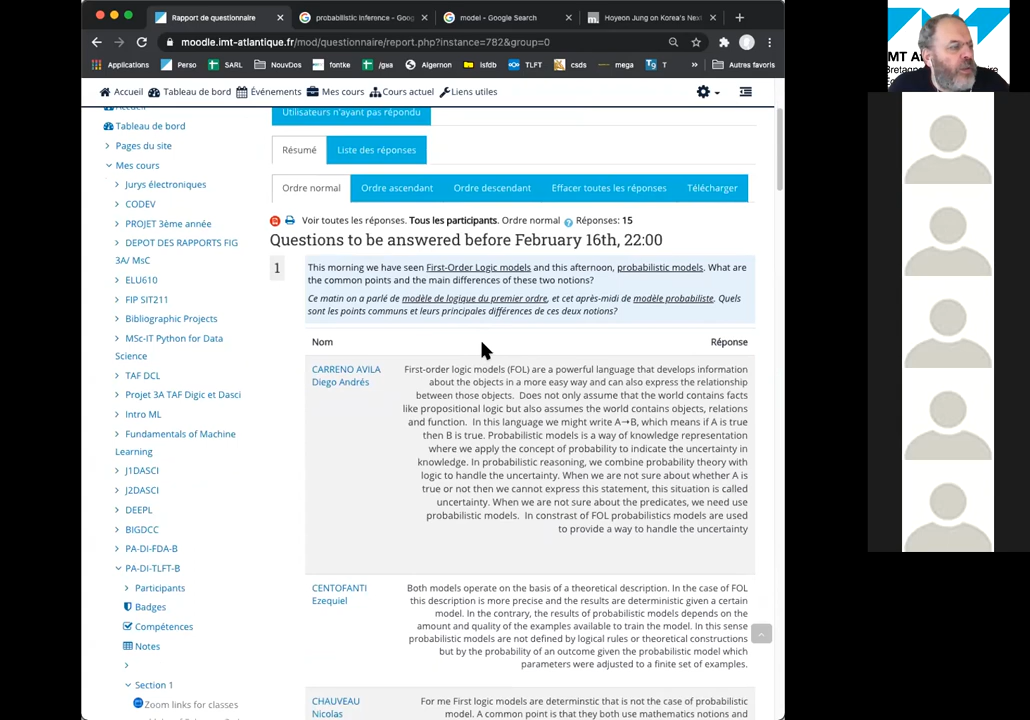 Rapport de questionnaire
probabilistic inference - Goog
model - Google Search
Hoyeon Jung on Korea's Nex
moodle.imt-atlantique.fr/mod/questionnaire/report.php?instance=782&group=0
Applications
Perso
SARL
NouvDos
fontke
/gwa
Algernon
lsfdb
TLFT
csds
mega
T
»
Autres favoris
Accueil
Tableau de bord
Événements
Mes cours
Cours actuel
Liens utiles
Tableau de bord
Pages du site
Mes cours
Jurys électroniques
CODEV
PROJET 3ème année
DEPOT DES RAPPORTS FIG
3A/ MsC
ELU610
FIP SIT211
Bibliographic Projects
MSc-IT Python for Data
Science
TAF DCL
Projet 3A TAF Digic et Dasci
Intro ML
Fundamentals of Machine
Learning
J1DASCI
J2DASCI
DEEPL
BIGDCC
PA-DI-FDA-B
PA-DI-TLFT-B
Participants
Badges
Compétences
Notes
Section 1
Zoom links for classes
Utilisateurs n'ayant pas répondu
Résumé
Liste des réponses
Ordre normal
Ordre ascendant
Ordre descendant
Effacer toutes les réponses
Télécharger
Voir toutes les réponses. Tous les participants. Ordre normal
Réponses: 15
Questions to be answered before February 16th, 22:00
1
This morning we have seen First-Order Logic models and this afternoon, probabilistic models. What are
the common points and the main differences of these two notions?
Ce matin on a parlé de modèle de logique du premier ordre, et cet après-midi de modèle probabiliste. Quels
sont les points communs et leurs principales différences de ces deux notions?
Nom
Réponse
CARRENO AVILA
Diego Andrés
First-order logic models (FOL) are a powerful language that develops information
about the objects in a more easy way and can also express the relationship
between those objects. Does not only assume that the world contains facts
like propositional logic but also assumes the world contains objects, relations
and function. In this language we might write A→B, which means if A is true
then B is true. Probabilistic models is a way of knowledge representation
where we apply the concept of probability to indicate the uncertainty in
knowledge. In probabilistic reasoning, we combine probability theory with
logic to handle the uncertainty. When we are not sure about whether A is
true or not then we cannot express this statement, this situation is called
uncertainty. When we are not sure about the predicates, we need use
probabilistic models. In constrast of FOL probabilistics models are used
to provide a way to handle the uncertainty
CENTOFANTI
Ezequiel
Both models operate on the basis of a theoretical description. In the case of FOL
this description is more precise and the results are deterministic given a certain
model. In the contrary, the results of probabilistic models depends on the
amount and quality of the examples available to train the model. In this sense
probabilistic models are not defined by logical rules or theoretical constructions
but by the probability of an outcome given the probabilistic model which
parameters were adjusted to a finite set of examples.
CHAUVEAU
Nicolas
For me First logic models are determinstic that is not the case of probabilistic
model. A common point is that they both use mathematics notions and